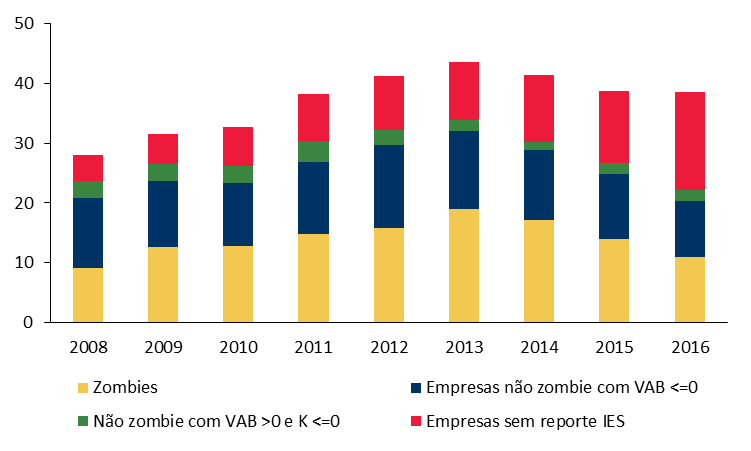 50
40
30
20
10
0
2008 2009 2010 2011 2012 2013 2014 2015 2016
Zombies Empresas não zombie com VAB <=0
Não zombie com VAB >0 e K <=0 Empresas sem reporte IES